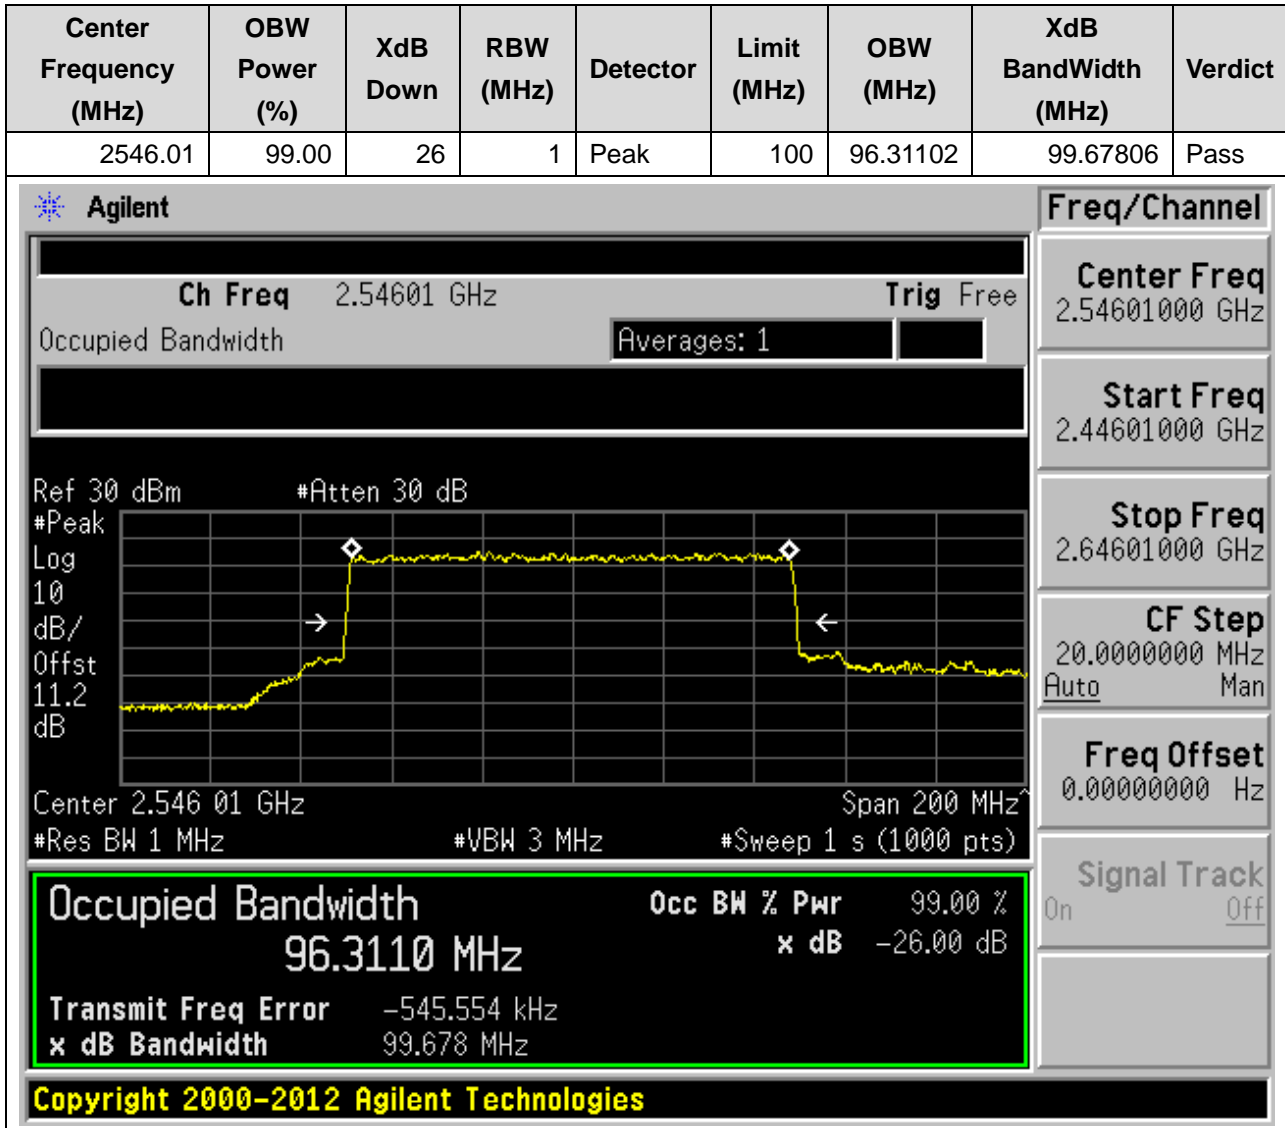 Center Frequency (MHz) OBW Power (%) XdB Down RBW (MHz) Detector Limit (MHz) OBW (MHz) XdB BandWidth (MHz) Verdict
2546.01 99.00 26 1 Peak 100 96.31102 99.67806 Pass
Agilent
Freq/Channel
Ch Freq 2.54601 GHz Trig Free
Occupied Bandwidth Averages: 1
Center Freq
2.54601000 GHz
Start Freq
2.44601000 GHz
Stop Freq
2.64601000 GHz
CF Step
20.0000000 MHz
Auto Man
Freq Offset
0.00000000 Hz
Signal Track
On Off
Ref 30 dBm #Atten 30 dB
#Peak
Log
10
dB/
Offst
11.2
dB
Center 2.546 01 GHz Span 200 MHz^
#Res BW 1 MHz #VBW 3 MHz #Sweep 1 s (1000 pts)
Occupied Bandwidth Occ BW % Pwr 99.00 %
96.3110 MHz x dB -26.00 dB
Transmit Freq Error -545.554 kHz
x dB Bandwidth 99.678 MHz
Copyright 2000-2012 Agilent Technologies